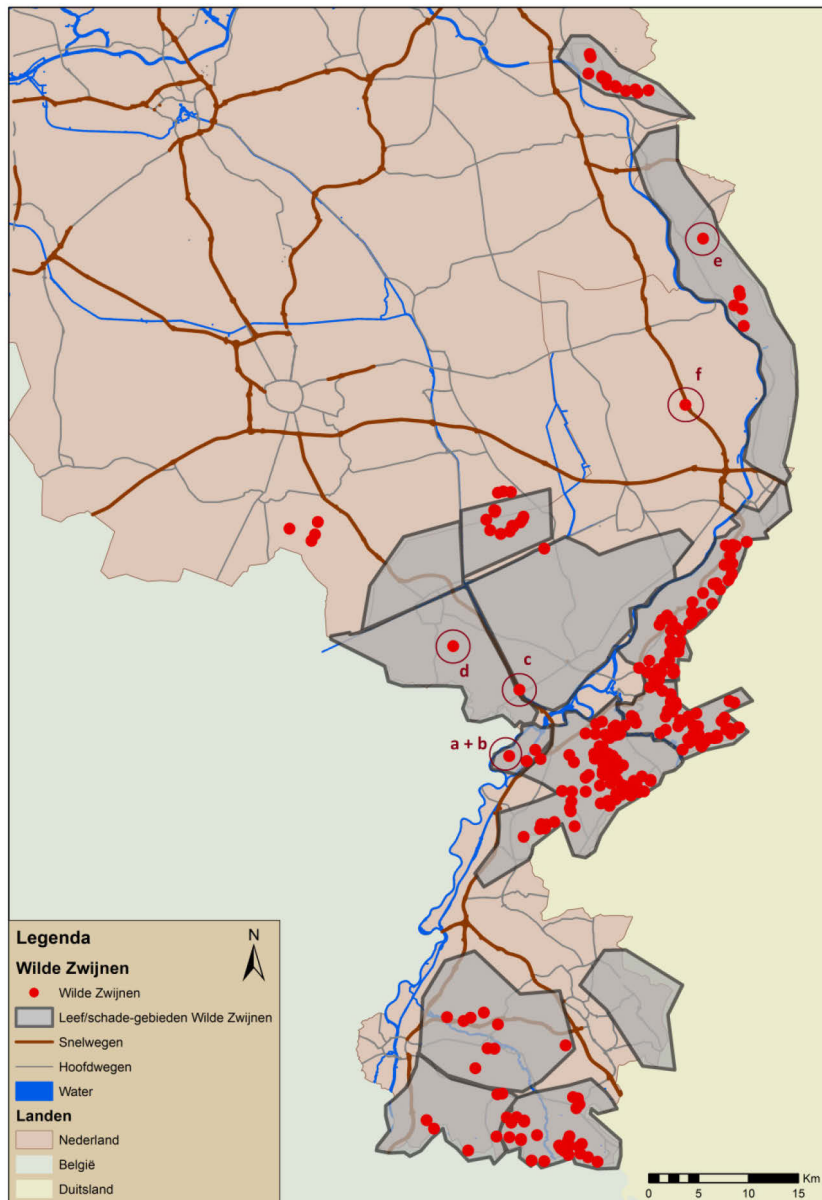 e
f
d
c
a + b
Legenda
N
Wilde Zwijnen
Wilde Zwijnen
Leef/schade-gebieden Wilde Zwijnen
Snelwegen
Hoofdwegen
Water
Landen
Nederland
België
Duitsland
Km
0 5 10 15